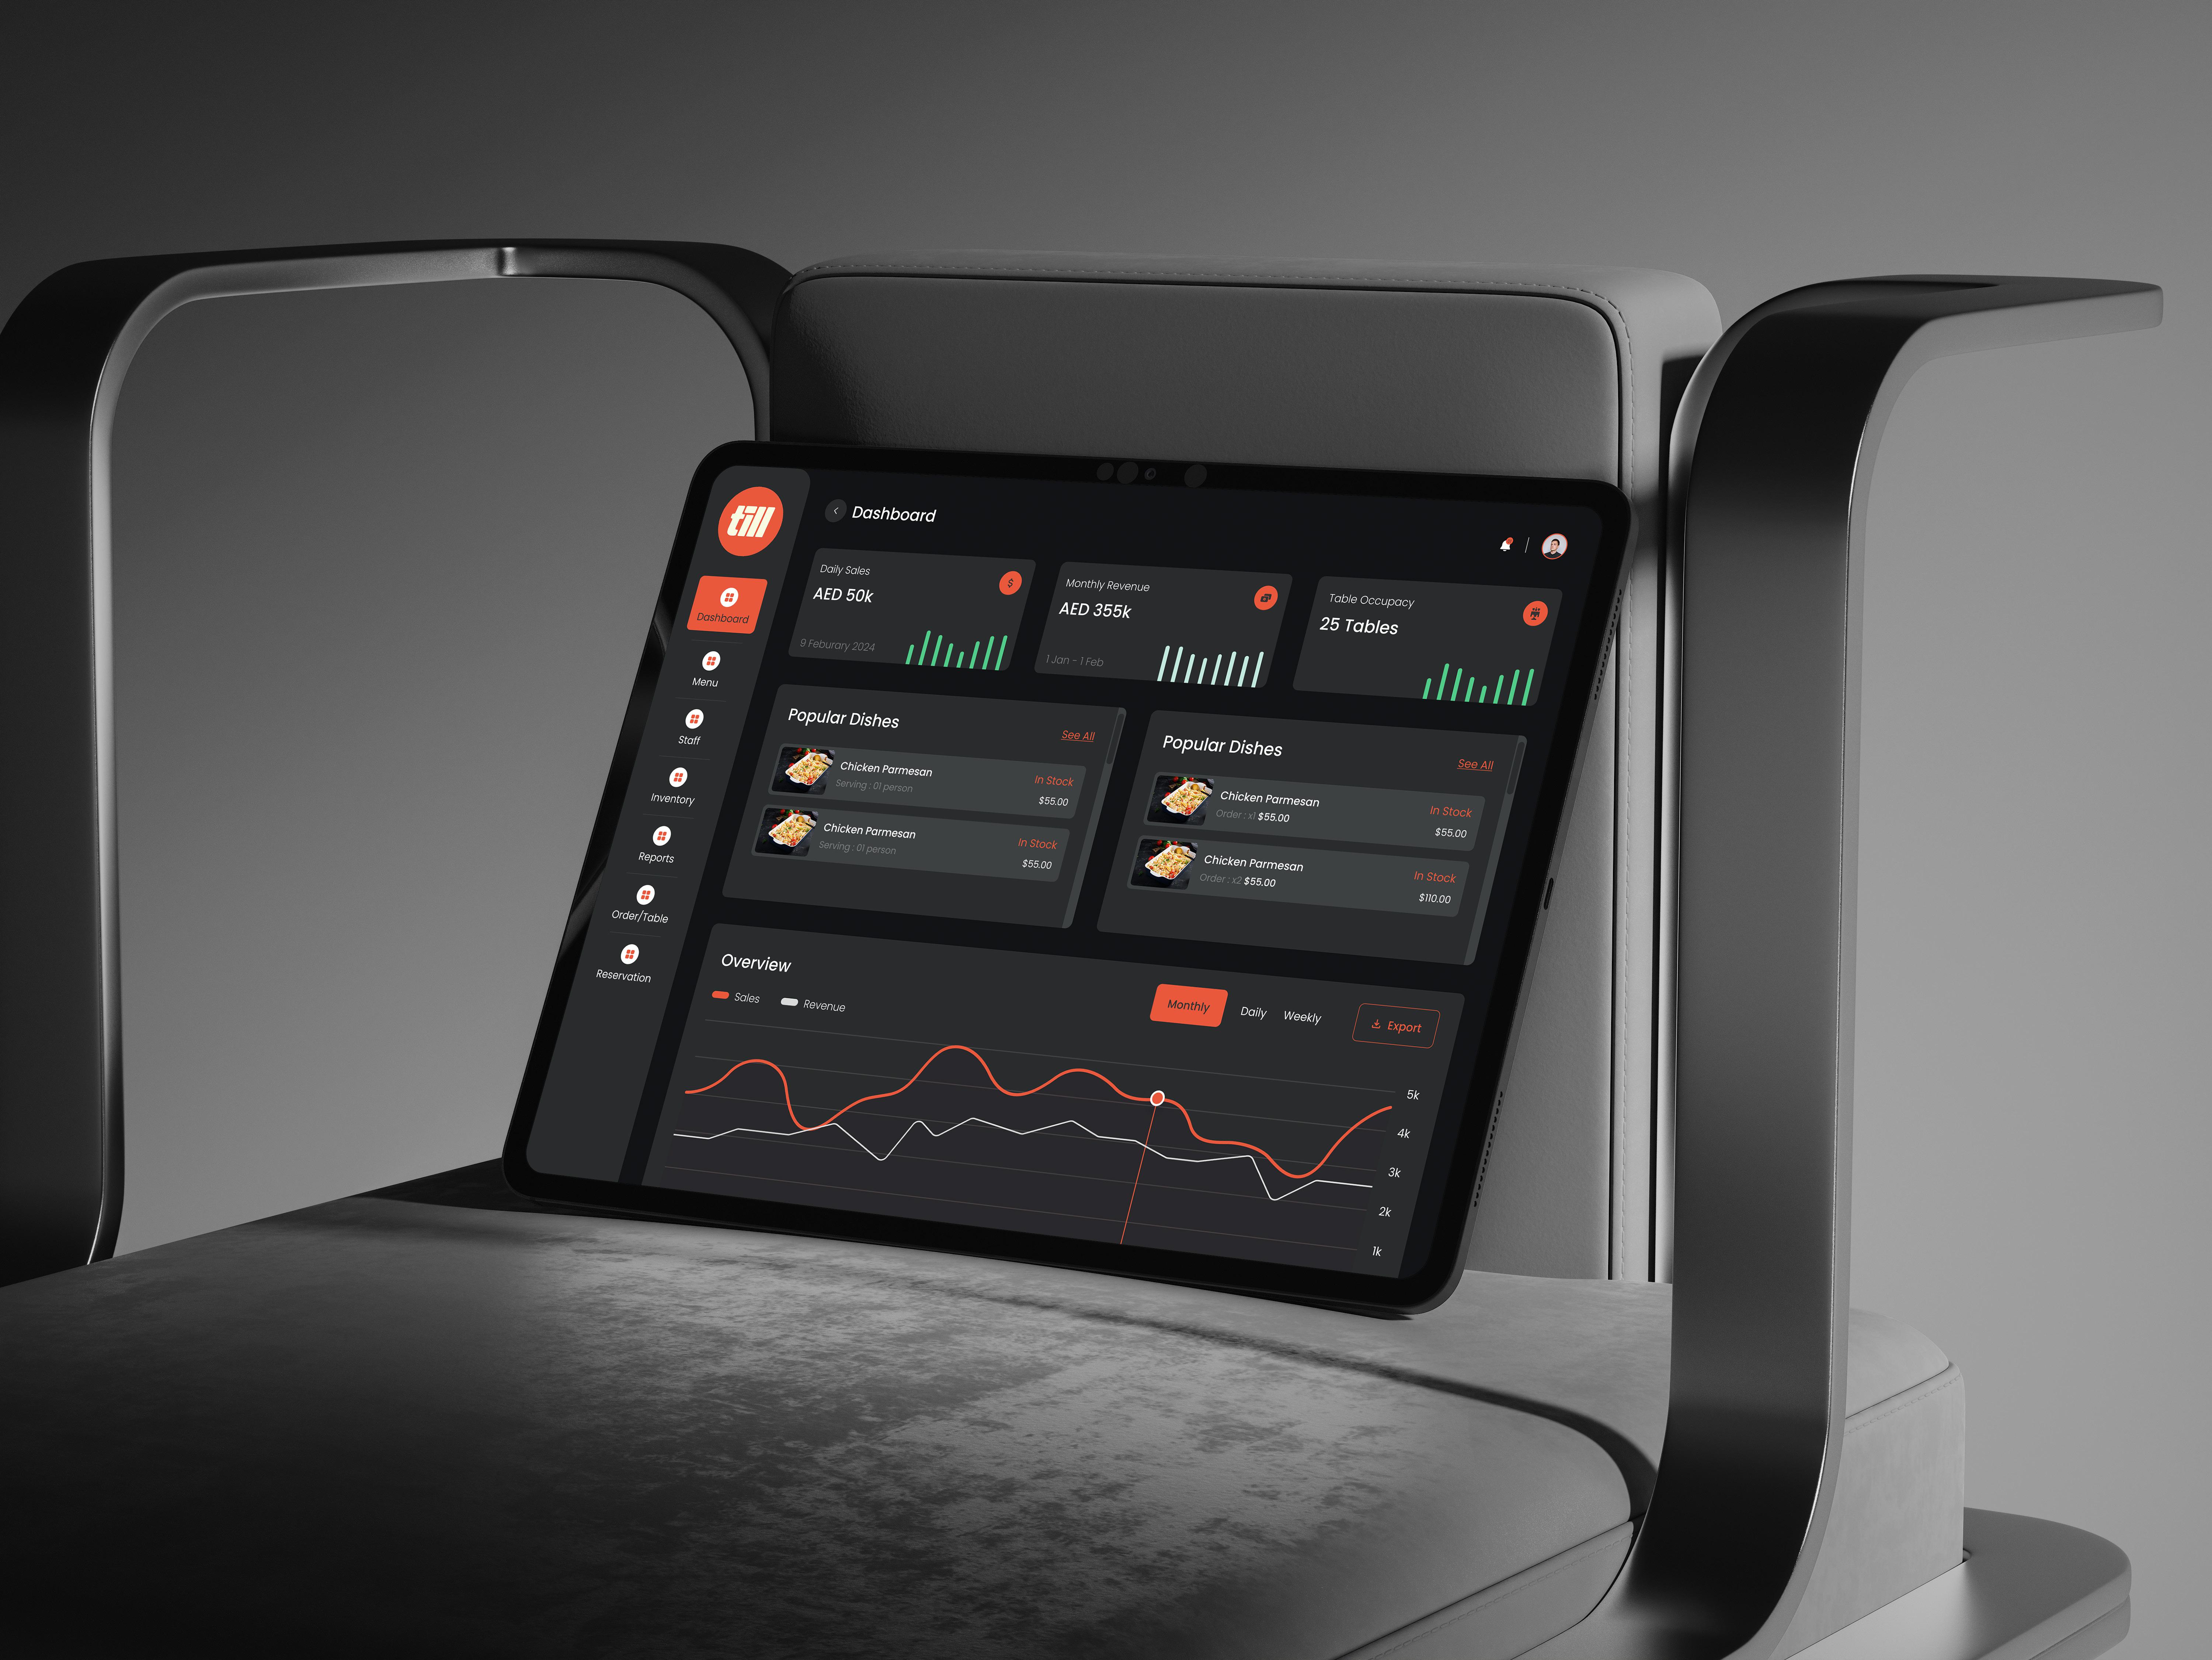 till
Dashboard
Menu
Staff
Inventory
Reports
Order/Table
Reservation
Dashboard
Daily Sales
AED 50k
9 Feburary 2024
$
Monthly Revenue
AED 355k
1 Jan - 1 Feb
Table Occupacy
25 Tables
Popular Dishes
See All
Chicken Parmesan
Serving : 01 person
In Stock
$55.00
Chicken Parmesan
Serving : 01 person
In Stock
$55.00
Popular Dishes
See All
Chicken Parmesan
Order : x1 $55.00
In Stock
$55.00
Chicken Parmesan
Order : x2 $55.00
In Stock
$110.00
Overview
Sales
Revenue
Monthly
Daily
Weekly
Export
5k
4k
3k
2k
1k